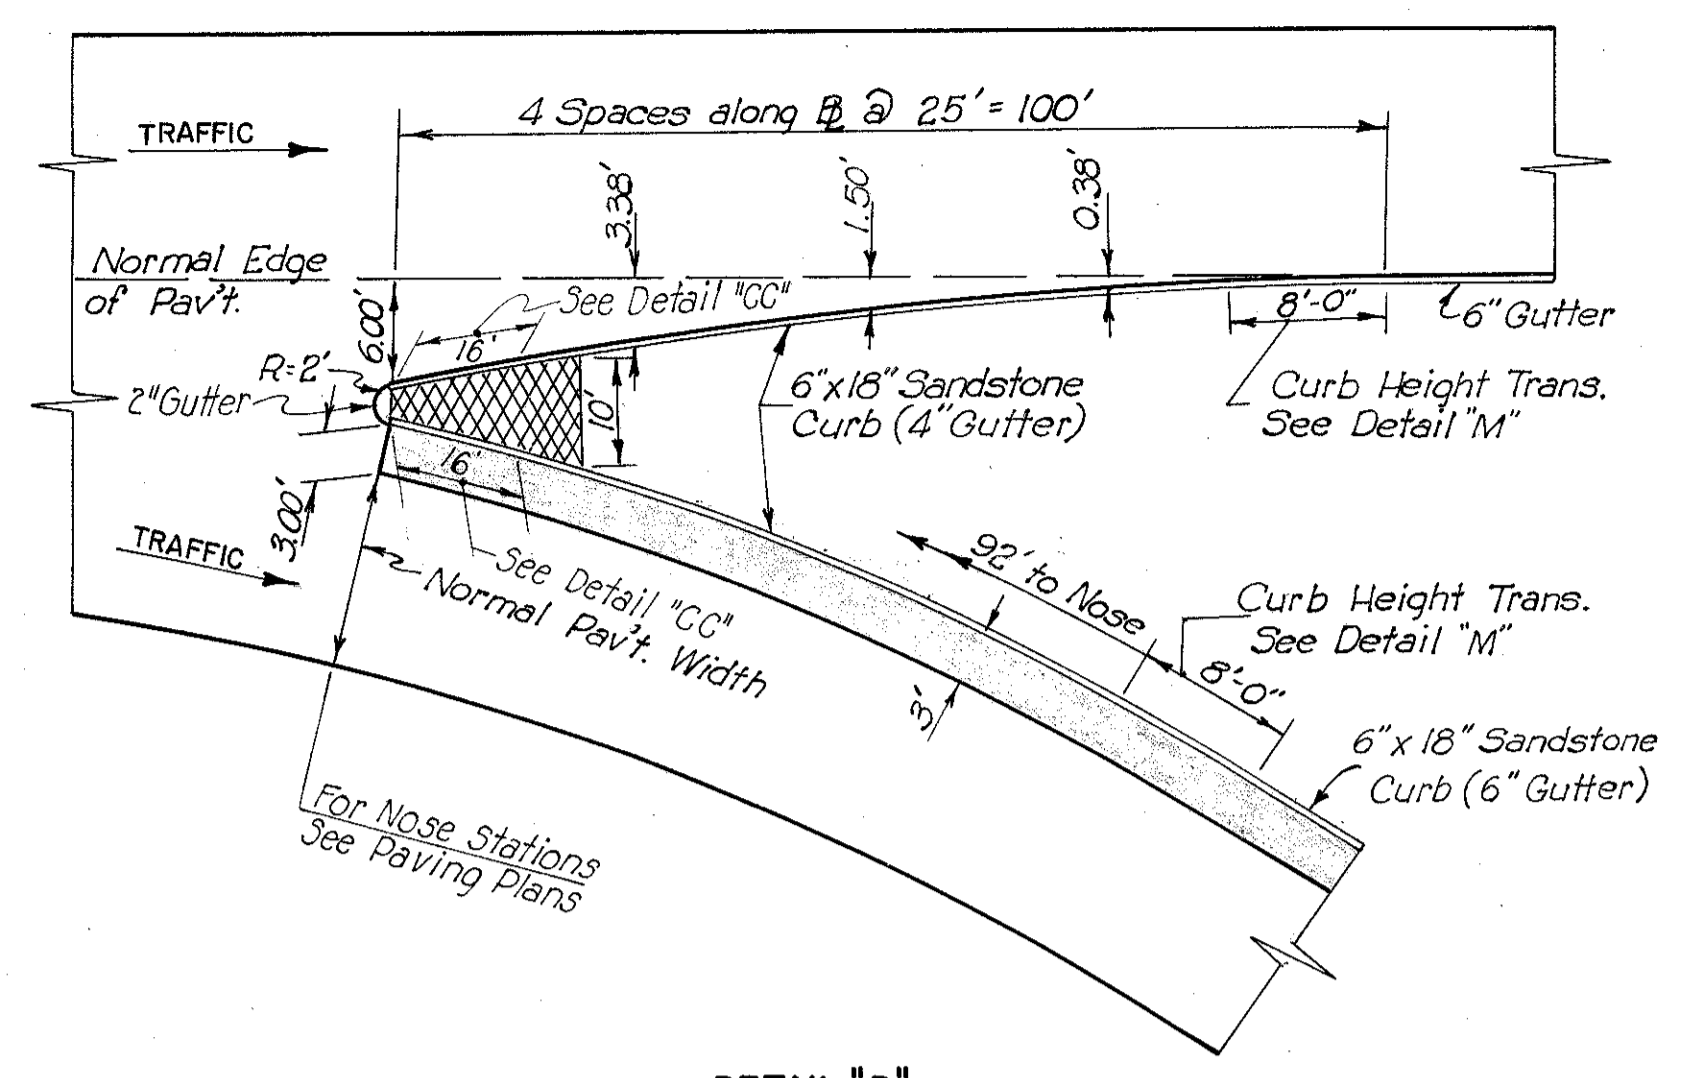 4 Spaces along BL @ 25' = 100'
TRAFFIC
3.38'
1.50'
0.38'
Normal Edge
of Pav't.
6.00'
See Detail "CC"
16'
8'-0"
6" Gutter
R=2'
2" Gutter
10'
6"x18" Sandstone
Curb (4" Gutter)
Curb Height Trans.
See Detail "M"
16'
3.00'
TRAFFIC
See Detail "CC"
Normal Pav't. Width
92' to Nose
8'-0"
Curb Height Trans.
See Detail "M"
3'
6"x 18" Sandstone
Curb (6" Gutter)
For Nose Stations
See Paving Plans